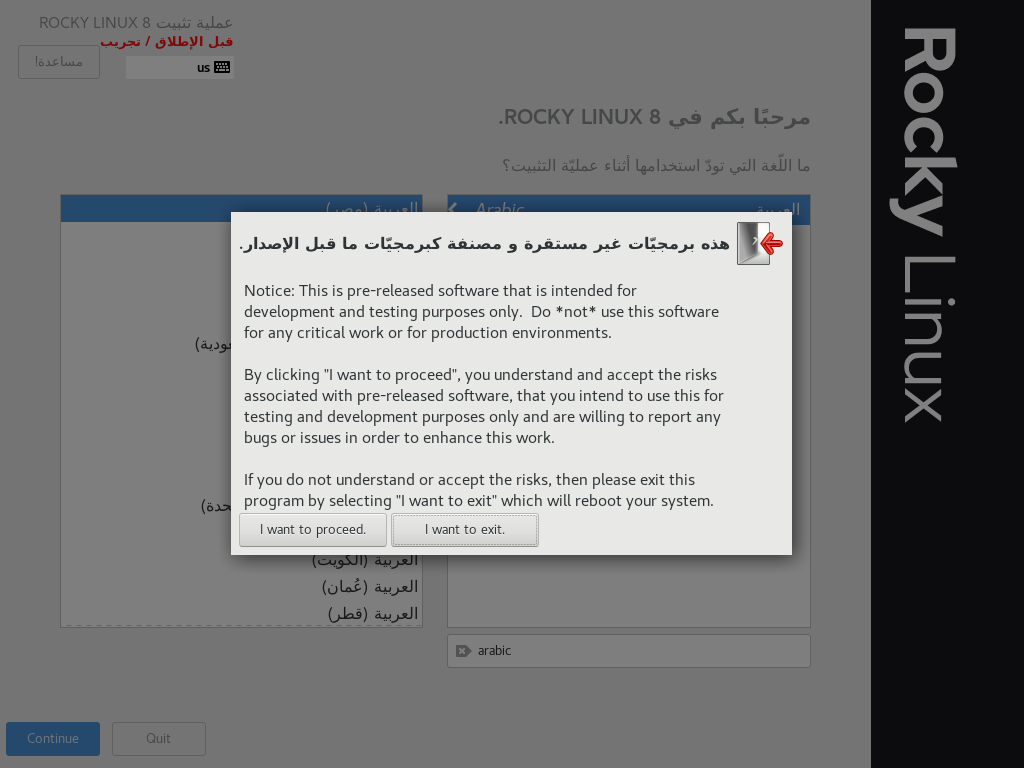 عملية تثبيت ROCKY LINUX 8
قبل الإطلاق / تجريب
us
مساعدة!
مرحبًا بكم في ROCKY LINUX 8.
ما اللّغة التي تودّ استخدامها أثناء عمليّة التثبيت؟
العربية
Arabic
العربية (مصر)
هذه برمجيّات غير مستقرة و مصنفة كبرمجيّات ما قبل الإصدار.
Notice: This is pre-released software that is intended for
development and testing purposes only.  Do *not* use this software
for any critical work or for production environments.
By clicking "I want to proceed", you understand and accept the risks
associated with pre-released software, that you intend to use this for
testing and development purposes only and are willing to report any
bugs or issues in order to enhance this work.
If you do not understand or accept the risks, then please exit this
program by selecting "I want to exit" which will reboot your system.
I want to proceed.
I want to exit.
العربية (الكويت)
العربية (عُمان)
العربية (قطر)
arabic
Continue
Quit
Rocky Linux